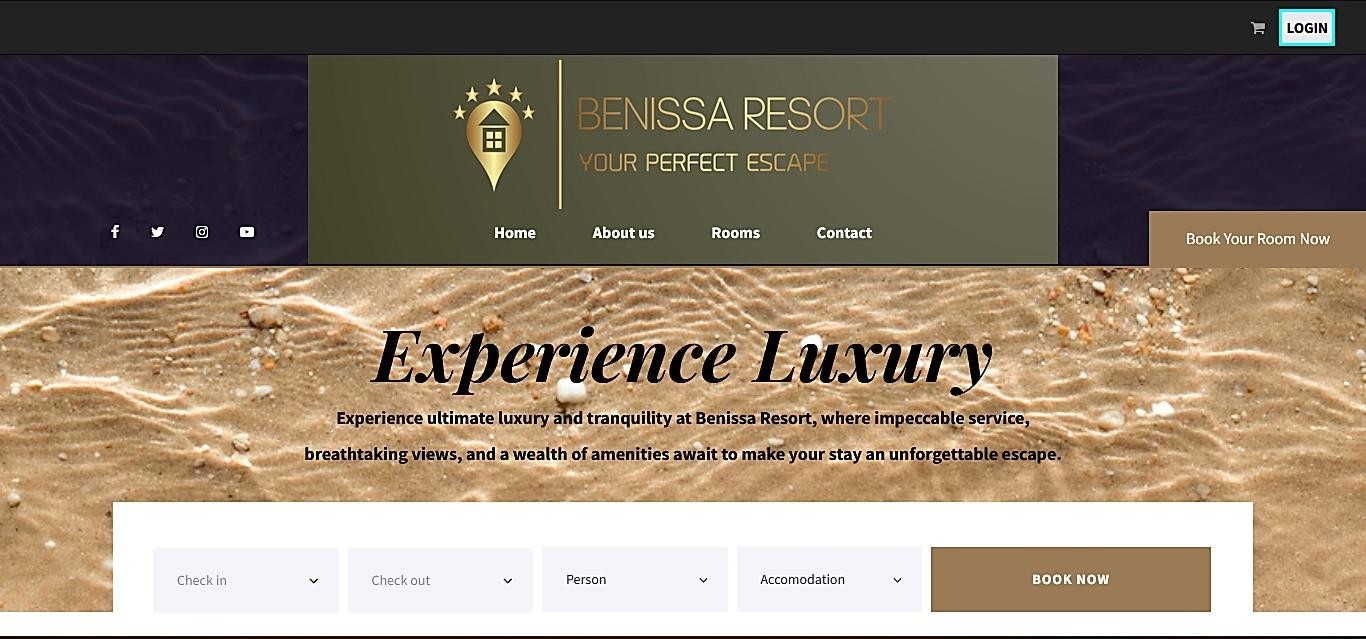 LOGIN
BENISSA RESORT
YOUR PERFECT ESCAPE
Home About us Rooms Contact
Book Your Room Now
Experience Luxury
Experience ultimate luxury and tranquility at Benissa Resort, where impeccable service,
breathtaking views, and a wealth of amenities await to make your stay an unforgettable escape.
Check in Check out Person Accomodation BOOK NOW